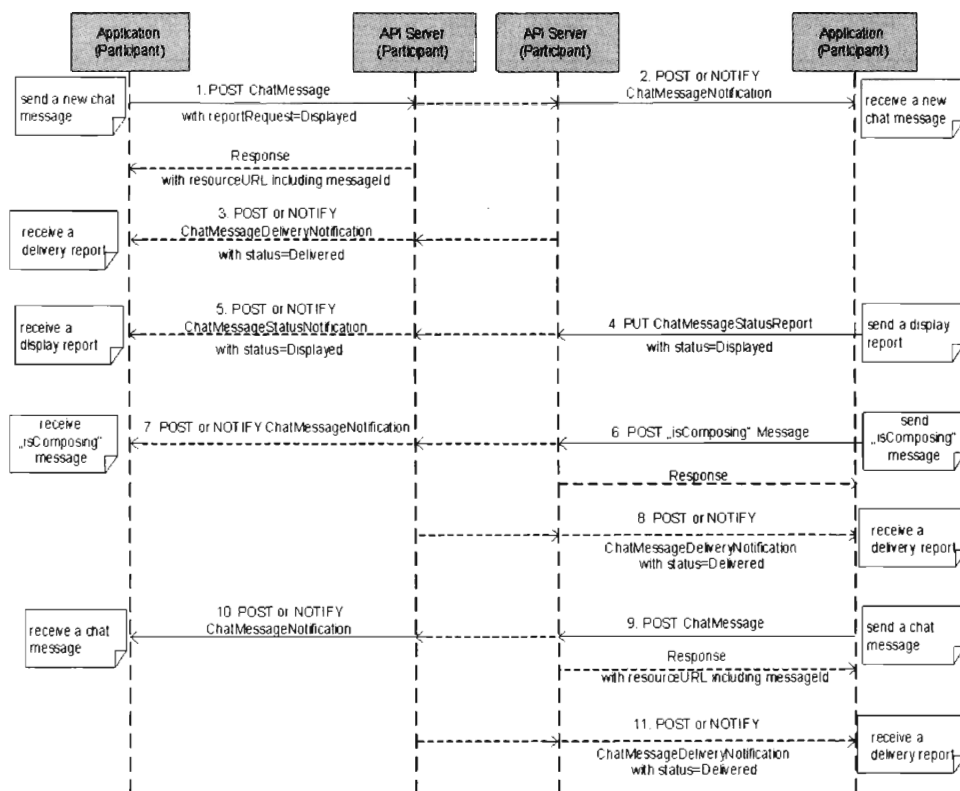 Application
(Participant)
API Server
(Participant)
API Server
(Participant)
Application
(Participant)
send a new chat
message
1. POST ChatMessage
with reportRequest=Displayed
2. POST or NOTIFY
ChatMessageNotification
receive a new
chat message
Response
with resourceURL including messageId
receive a
delivery report
3. POST or NOTIFY
ChatMessageDeliveryNotification
with status=Delivered
receive a
display report
5. POST or NOTIFY
ChatMessageStatusNotification
with status=Displayed
4 PUT ChatMessageStatusReport
with status=Displayed
send a display
report
receive
„isComposing"
message
7 POST or NOTIFY ChatMessageNotification
6 POST „isComposing" Message
send
„isComposing"
message
Response
8 POST or NOTIFY
ChatMessageDeliveryNotification
with status=Delivered
receive a
delivery report
receive a chat
message
10 POST or NOTIFY
ChatMessageNotification
9. POST ChatMessage
send a chat
message
Response
with resourceURL including messageId
11. POST or NOTIFY
ChatMessageDeliveryNotification
with status=Delivered
receive a
delivery report